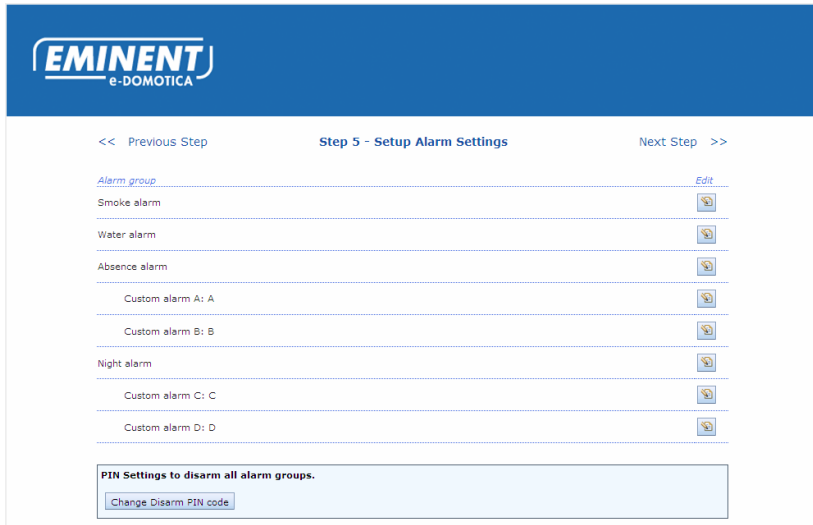 EMINENT
e-DOMOTICA
<< Previous Step Step 5 - Setup Alarm Settings Next Step >>
Alarm group Edit
Smoke alarm
Water alarm
Absence alarm
Custom alarm A: A
Custom alarm B: B
Night alarm
Custom alarm C: C
Custom alarm D: D
PIN Settings to disarm all alarm groups.
Change Disarm PIN code